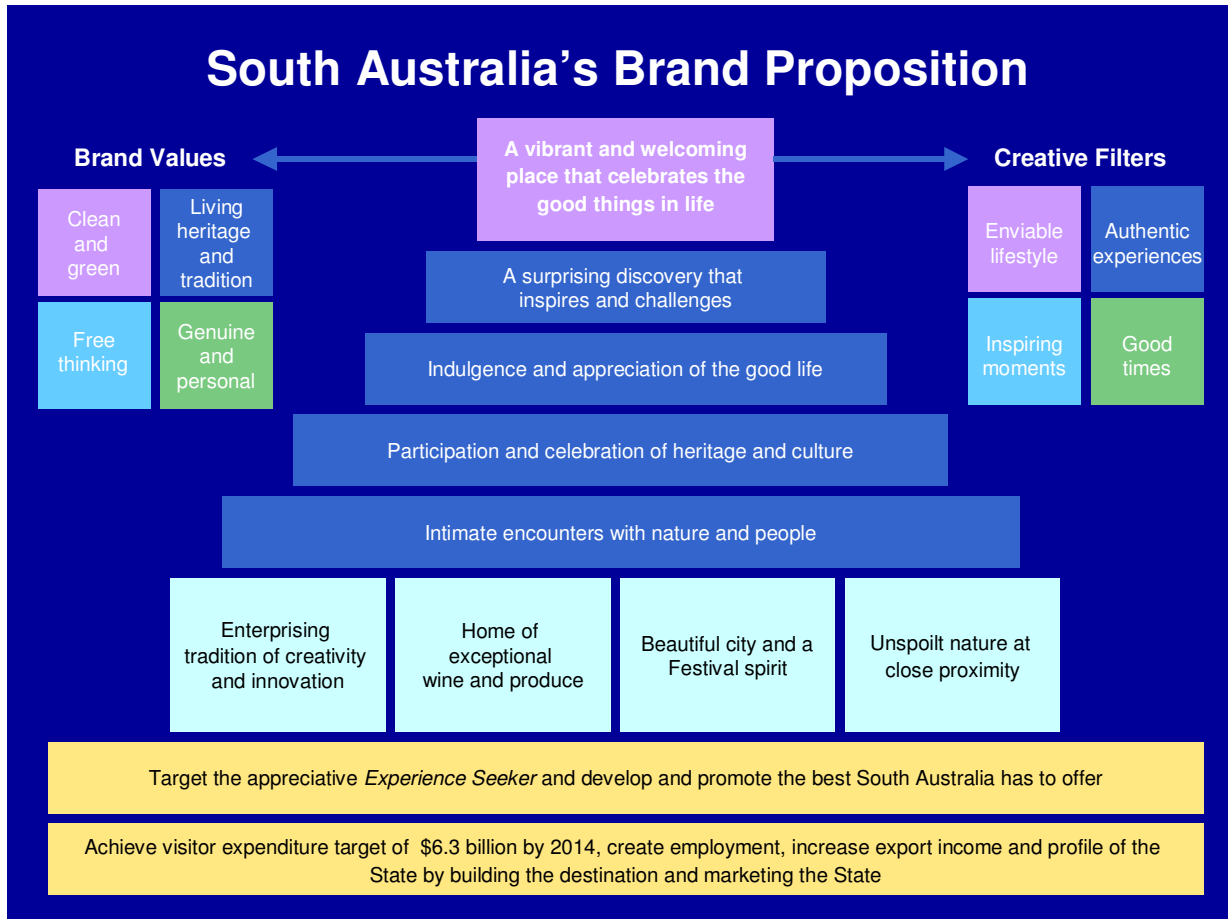 South Australia’s Brand Proposition
Brand Values
A vibrant and welcoming
place that celebrates the
good things in life
Creative Filters
Clean
and
green
Living
heritage
and
tradition
Free
thinking
Genuine
and
personal
Enviable
lifestyle
Authentic
experiences
Inspiring
moments
Good
times
A surprising discovery that
inspires and challenges
Indulgence and appreciation of the good life
Participation and celebration of heritage and culture
Intimate encounters with nature and people
Enterprising
tradition of creativity
and innovation
Home of
exceptional
wine and produce
Beautiful city and a
Festival spirit
Unspoilt nature at
close proximity
Target the appreciative Experience Seeker and develop and promote the best South Australia has to offer
Achieve visitor expenditure target of $6.3 billion by 2014, create employment, increase export income and profile of the
State by building the destination and marketing the State